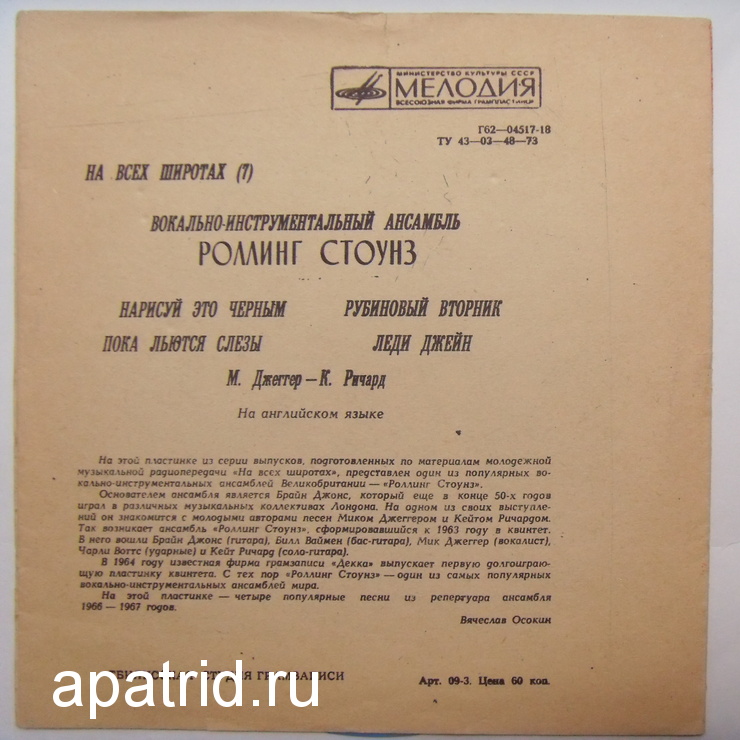 МИНИСТЕРСТВО КУЛЬТУРЫ СССР
МЕЛОДИЯ
ВСЕСОЮЗНАЯ ФИРМА ГРАМПЛАСТИНОК
Г62—04517-18
ТУ 43—03—48—73
НА ВСЕХ ШИРОТАХ (7)
ВОКАЛЬНО-ИНСТРУМЕНТАЛЬНЫЙ АНСАМБЛЬ
РОЛЛИНГ СТОУНЗ
НАРИСУЙ ЭТО ЧЕРНЫМ РУБИНОВЫЙ ВТОРНИК
ПОКА ЛЬЮТСЯ СЛЕЗЫ ЛЕДИ ДЖЕЙН
М. Джеггер—К. Ричард
На английском языке
На этой пластинке из серии выпусков, подготовленных по материалам молодежной
музыкальной радиопередачи «На всех широтах», представлен один из популярных во-
кально-инструментальных ансамблей Великобритании — «Роллинг Стоунз».
Основателем ансамбля является Брайн Джонс, который еще в конце 50-х годов
играл в различных музыкальных коллективах Лондона. На одном из своих выступле-
ний он знакомится с молодыми авторами песен Миком Джеггером и Кейтом Ричардом.
Так возникает ансамбль «Роллинг Стоунз», сформировавшийся к 1963 году в квинтет.
В него вошли Брайн Джонс (гитара), Билл Ваймен (бас-гитара), Мик Джеггер (вокалист),
Чарли Воттс (ударные) и Кейт Ричард (соло-гитара).
В 1964 году известная фирма грамзаписи «Декка» выпускает первую долгоиграю-
щую пластинку квинтета. С тех пор «Роллинг Стоунз» — один из самых популярных
вокально-инструментальных ансамблей мира.
На этой пластинке — четыре популярные песни из репертуара ансамбля
1966 — 1967 годов.
Вячеслав Осокин
ГРАМЗАПИСИ Арт. 09-3. Цена 60 коп.
apatrid.ru